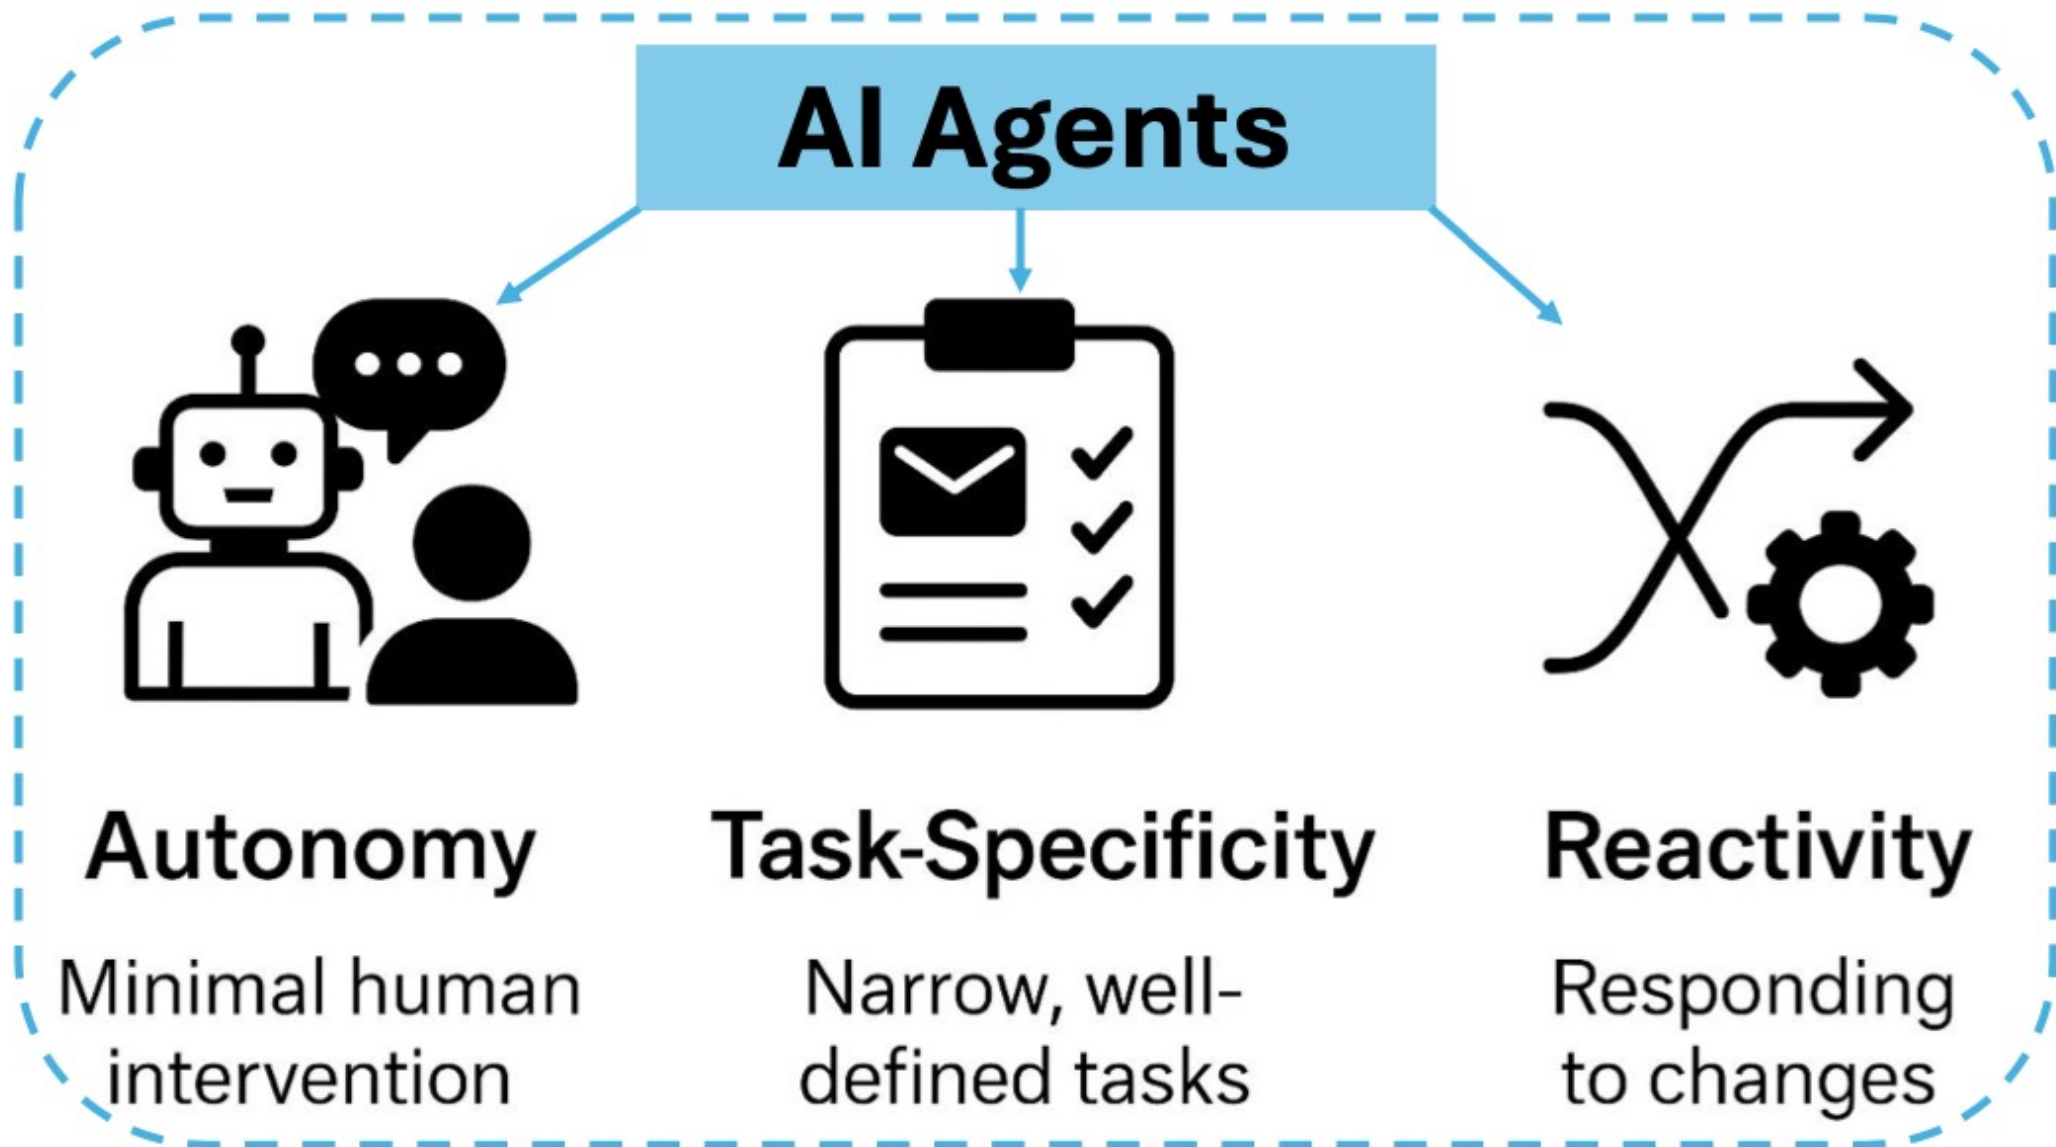 AI Agents
Autonomy
Minimal human
intervention
Task-Specificity
Narrow, well-
defined tasks
Reactivity
Responding
to changes